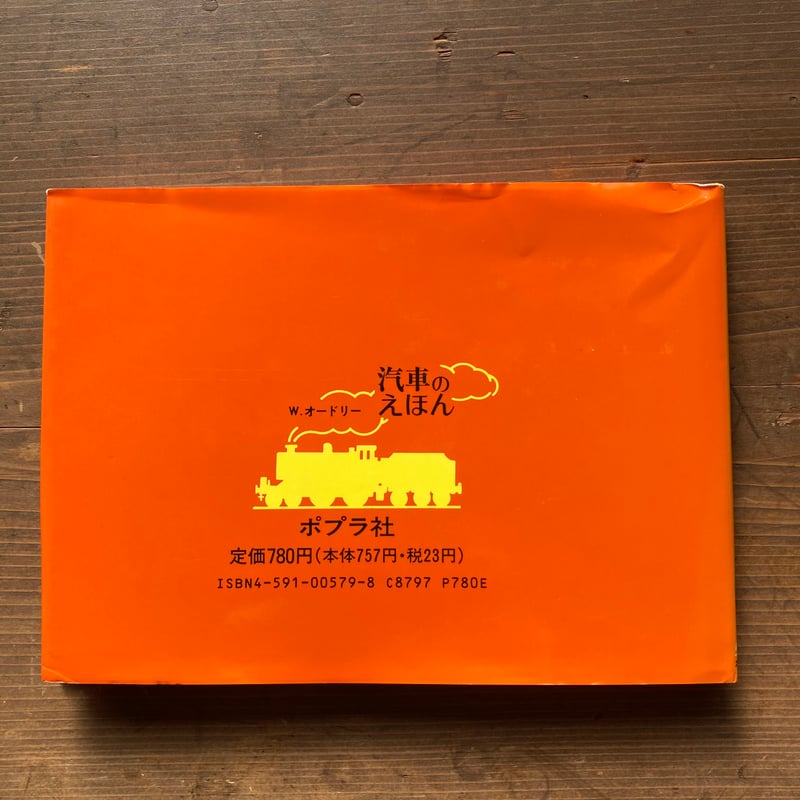 汽車の
えほん
W.オードリー
ポプラ社
定価780円(本体757円・税23円)
ISBN4-591-00579-8 C8797 P780E